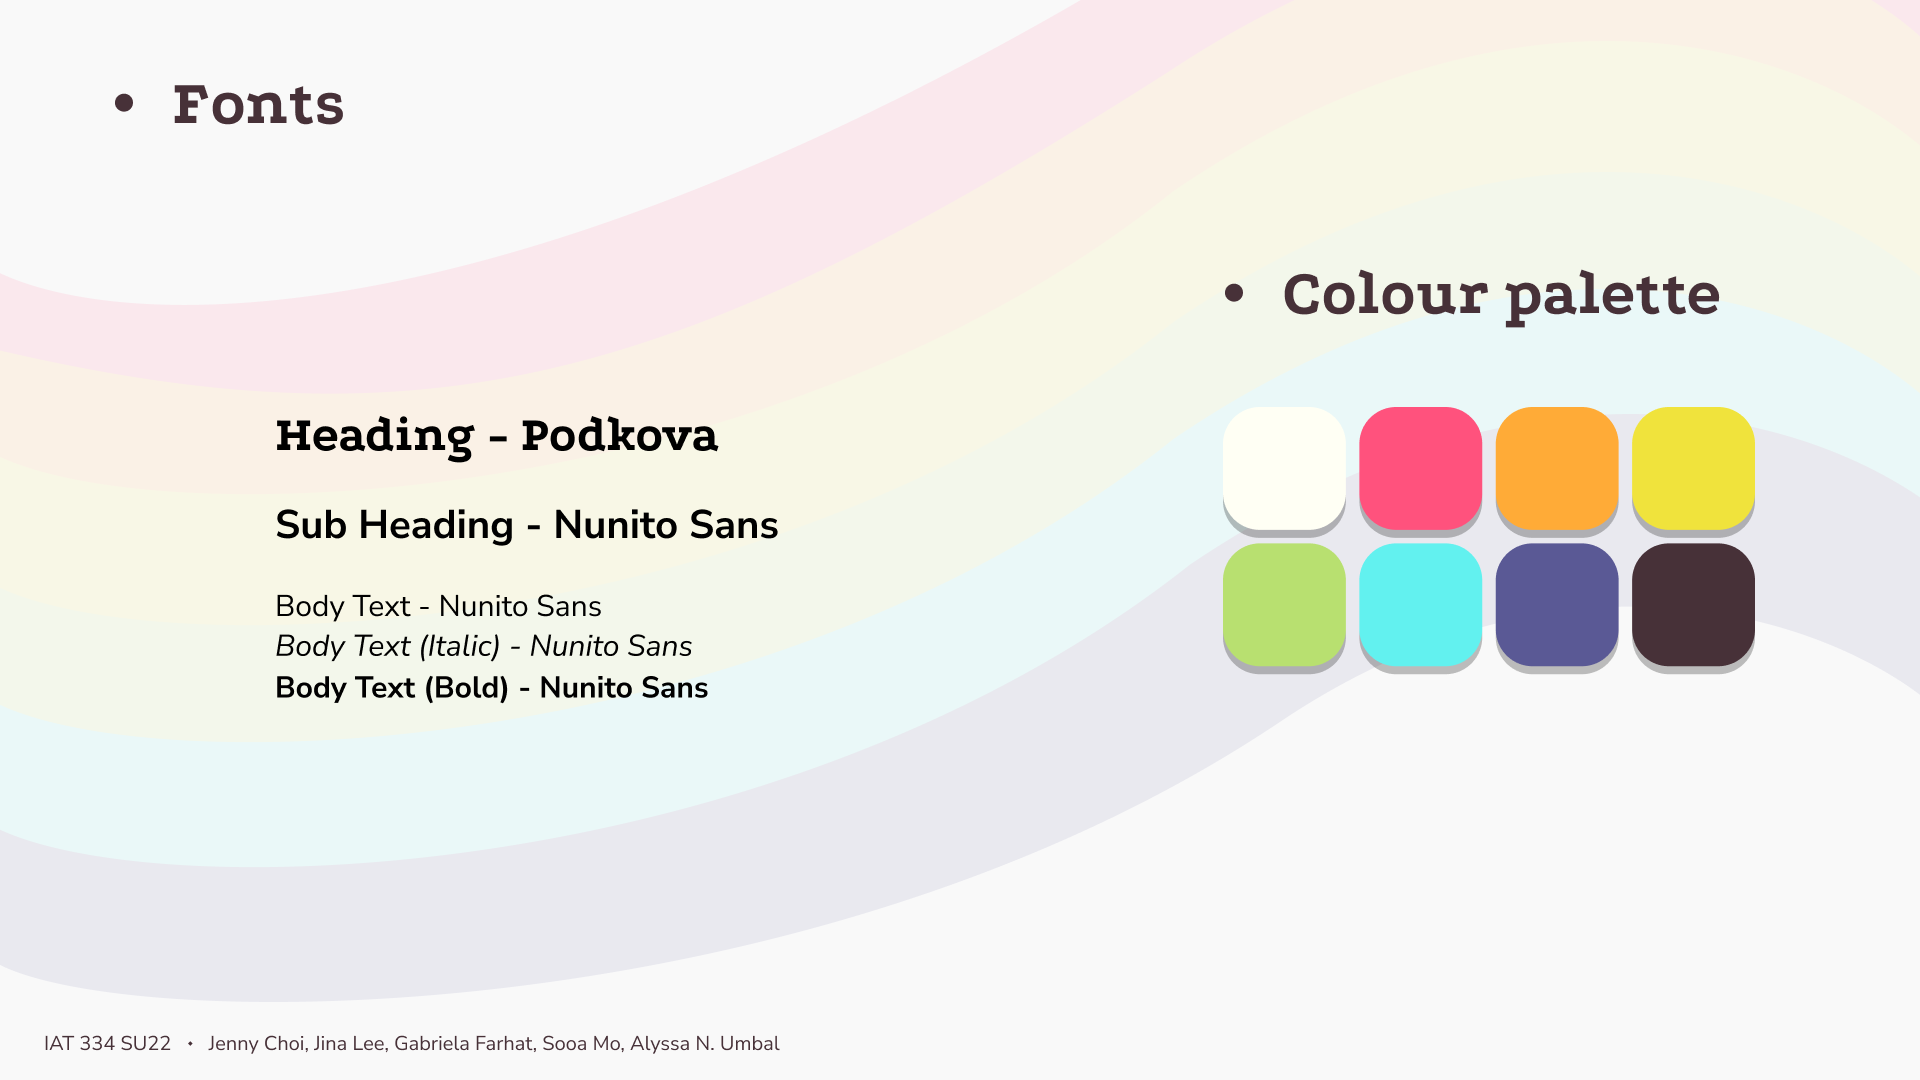 • Fonts
Heading - Podkova
Sub Heading - Nunito Sans
Body Text - Nunito Sans
Body Text (Italic) - Nunito Sans
Body Text (Bold) - Nunito Sans
• Colour palette
IAT 334 SU22 • Jenny Choi, Jina Lee, Gabriela Farhat, Sooa Mo, Alyssa N. Umbal